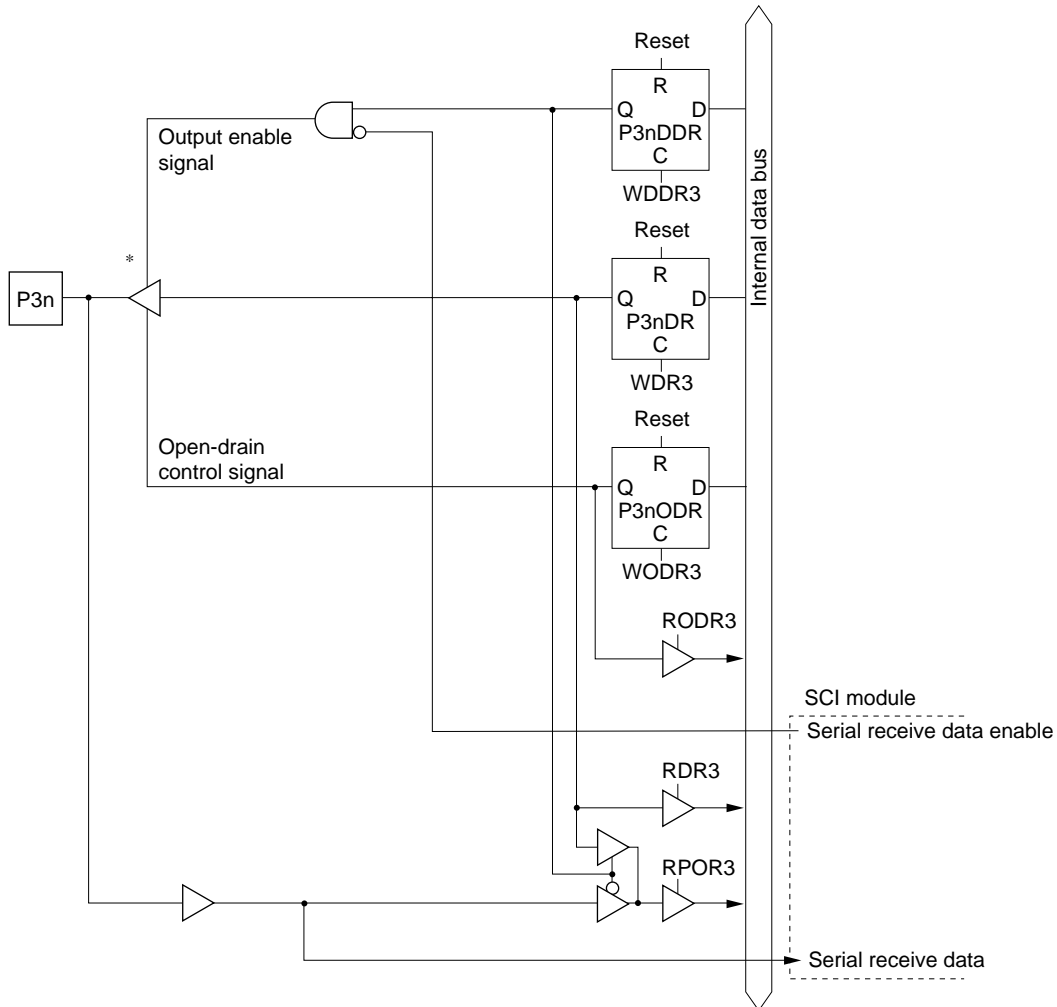 Reset
R
Q D
P3nDDR
C
WDDR3
Output enable
signal
Internal data bus
*
P3n
Reset
R
Q D
P3nDR
C
WDR3
Reset
Open-drain
control signal
R
Q D
P3nODR
C
WODR3
RODR3
SCI module
Serial receive data enable
RDR3
RPOR3
Serial receive data